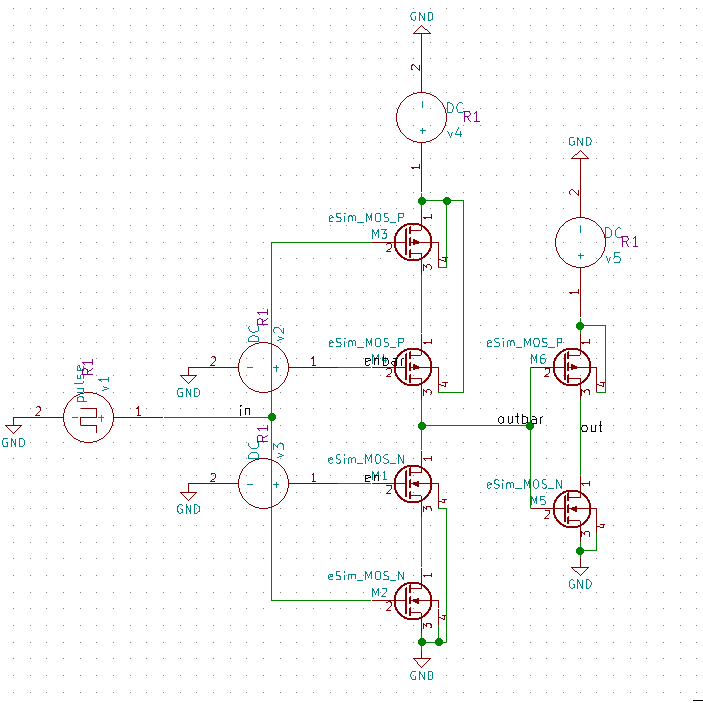 GND
2
DC
R1
v4
1
GND
2
eSim_MOS_P
M3
1
2
3
4
DC
R1
v5
1
R1
DC
v2
2
1
GND
enbar
eSim_MOS_P
1
2
3
4
eSim_MOS_P
M6
1
2
3
4
R1
pulse
v1
2
1
GND
in
outbar
out
R1
DC
v3
2
1
GND
en
eSim_MOS_N
M1
1
2
3
4
eSim_MOS_N
M5
1
2
3
4
GND
eSim_MOS_N
M2
1
2
3
4
GND